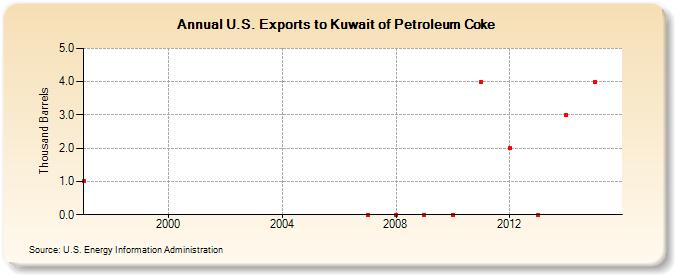 Annual U.S. Exports to Kuwait of Petroleum Coke
Thousand Barrels
5.0
4.0
3.0
2.0
1.0
0.0
2000 2004 2008 2012
Source: U.S. Energy Information Administration